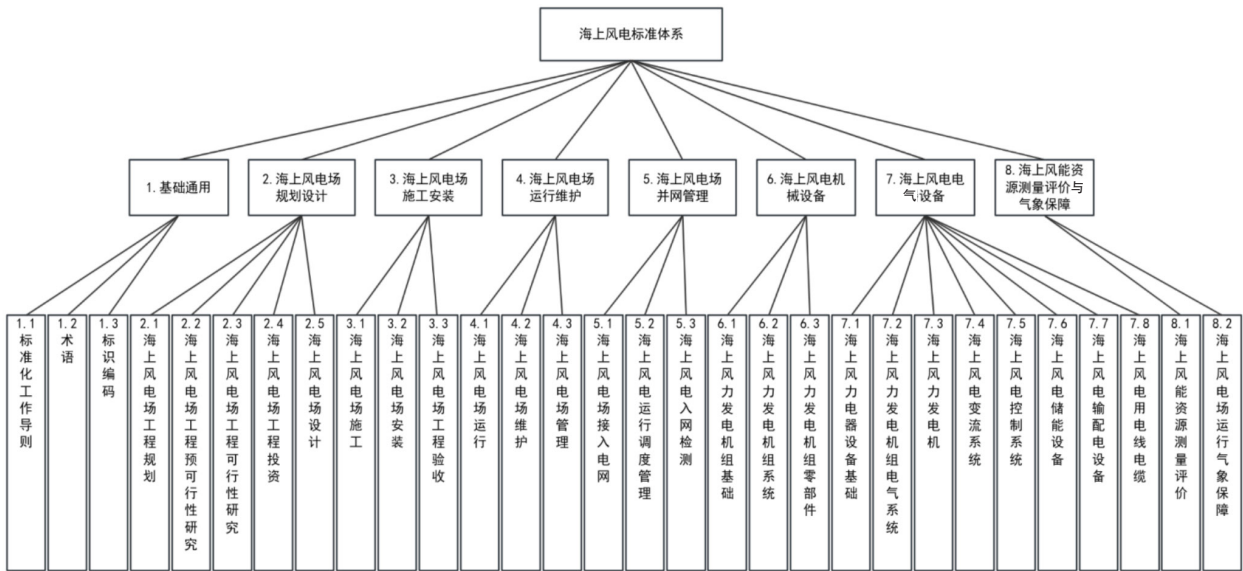 海上风电标准体系
1.基础通用
2.海上风电场
规划设计
3.海上风电场
施工安装
4.海上风电场
运行维护
5.海上风电场
并网管理
6.海上风电机
械设备
7.海上风电电
气设备
8.海上风能资
源测量评价与
气象保障
1.1标准化工作导则
1.2术语
1.3标识编码
2.1海上风电场工程规划
2.2海上风电场工程预可行性研究
2.3海上风电场工程可行性研究
2.4海上风电场工程投资
2.5海上风电场设计
3.1海上风电场施工
3.2海上风电场安装
3.3海上风电场工程验收
4.1海上风电场运行
4.2海上风电场维护
4.3海上风电场管理
5.1海上风电场接入电网
5.2海上风电运行调度管理
5.3海上风电入网检测
6.1海上风力发电机组基础
6.2海上风力发电机组系统
6.3海上风力发电机组零部件
7.1海上风力电器设备基础
7.2海上风力发电机组电气系统
7.3海上风力发电机
7.4海上风电变流系统
7.5海上风电控制系统
7.6海上风电储能设备
7.7海上风电输配电设备
7.8海上风电用电线电缆
8.1海上风能资源测量评价
8.2海上风电场运行气象保障